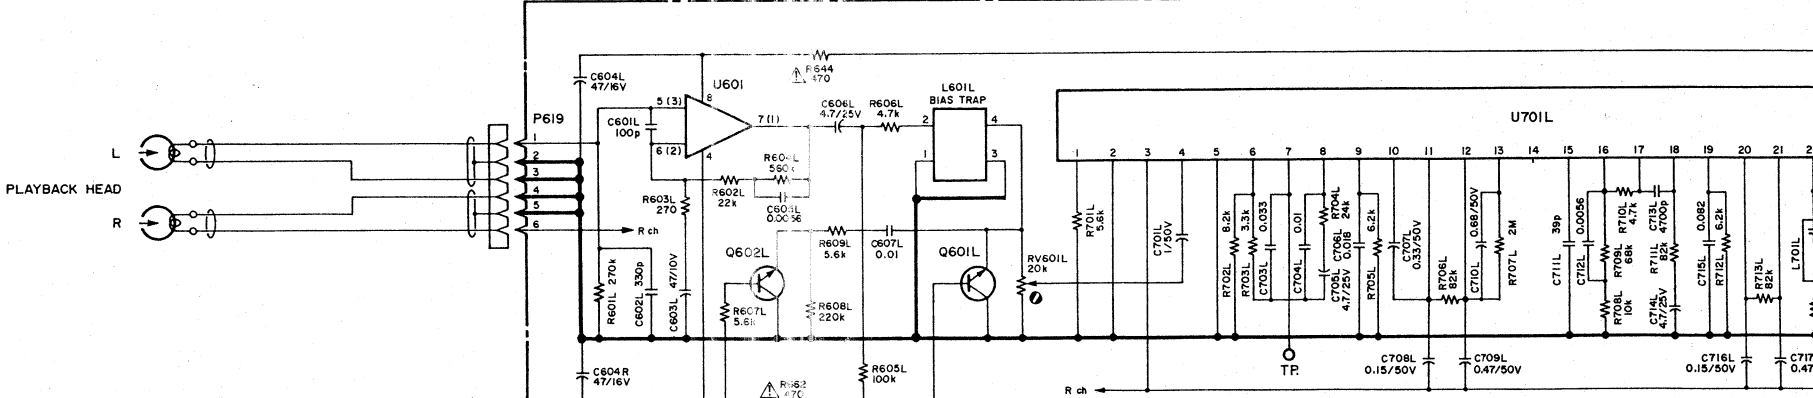 PLAYBACK HEAD
L
R
P619
1
2
3
4
5
6
C604L
47/16V
C601L
100p
U601
5 (3)
6 (2)
7 (1)
8
4
R644
470
C606L
4.7/25V
R606L
4.7k
L601L
BIAS TRAP
2
4
1
3
R604L
560k
R602L
22k
R603L
270
R ch
R601L 270k
C602L 330p
C603L 47/10V
Q602L
R607L
5.6k
R608L
220k
R609L
5.6k
C607L
0.01
Q601L
RV601L
20k
R605L
100k
C604R
47/16V
R662
470
U701L
1
2
3
4
5
6
7
8
9
10
11
12
13
14
15
16
17
18
19
20
21
R701L
5.6k
C701L
1/50V
R702L 8.2k
R703L 3.3k
C703L 0.033
C704L 0.01
R704L
24k
C705L
4.7/25V
C706L
0.018
R705L 6.2k
C707L
0.33/50V
R706L
82k
C710L 0.68/50V
R707L 2M
C711L 39p
C712L 0.0056
R709L
68k
R708L
10k
R710L
4.7k
C713L
4700p
R711L
82k
C714L
4.7/25V
C715L 0.082
R712L 6.2k
R713L
82k
L701L
TP.
C708L
0.15/50V
C709L
0.47/50V
C716L
0.15/50V
R ch